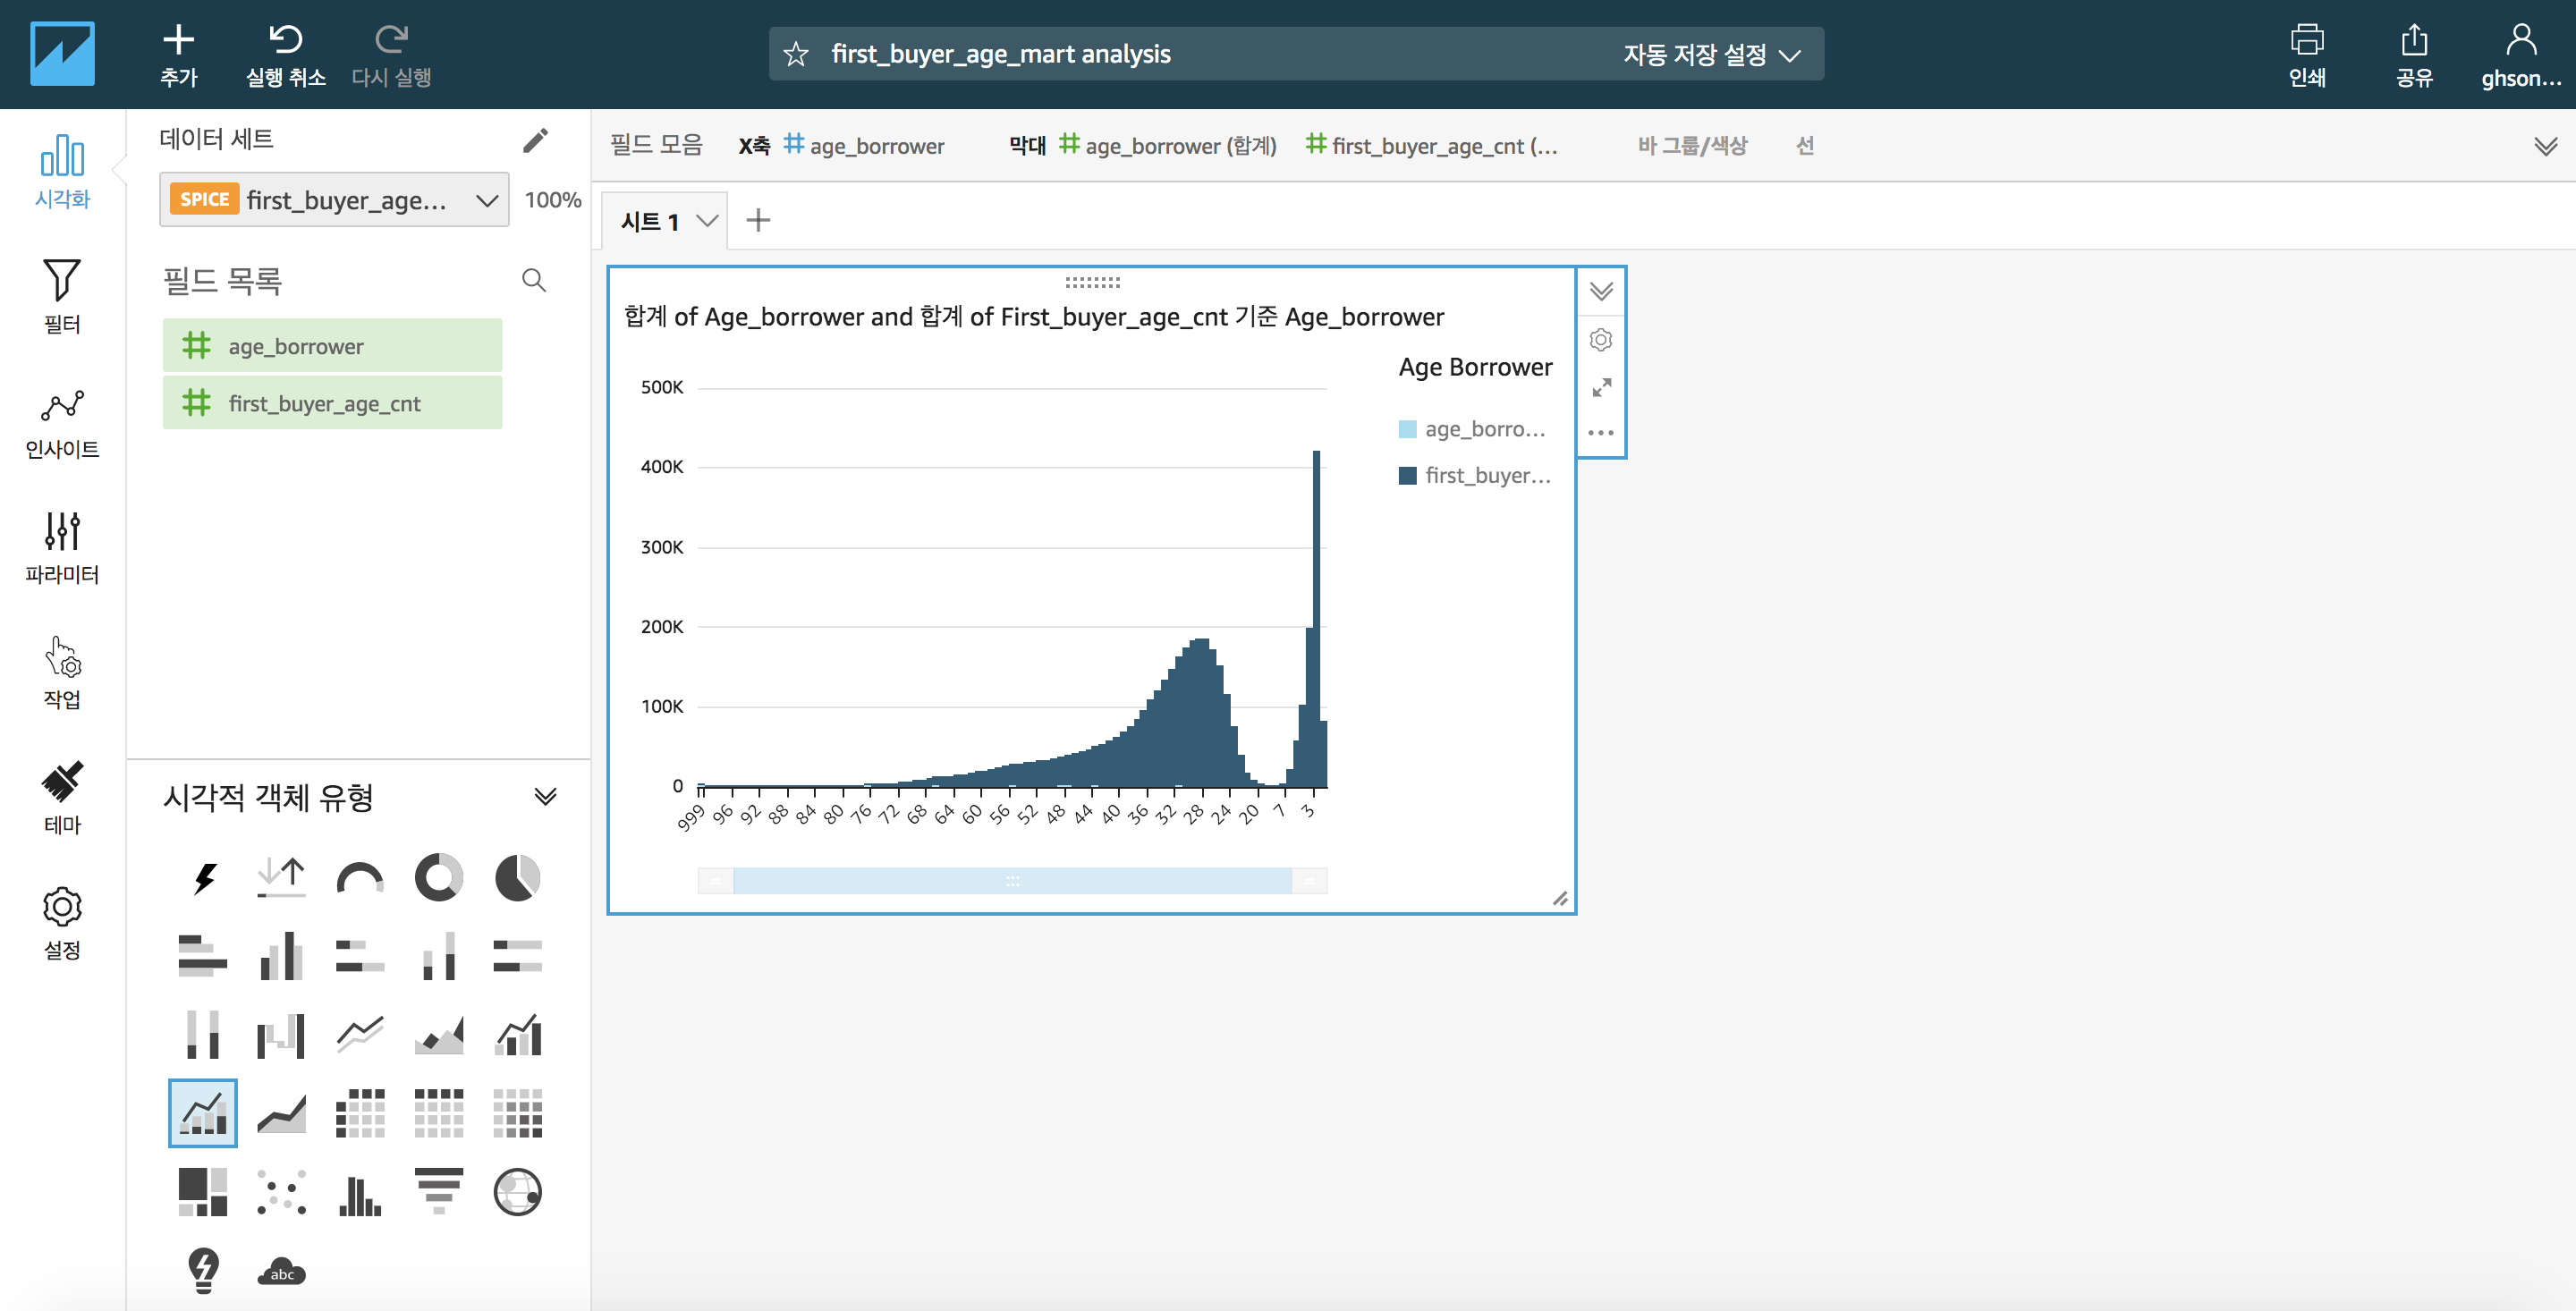 추가
실행 취소
다시 실행
first_buyer_age_mart analysis
자동 저장 설정
인쇄
공유
ghson...
시각화
필터
인사이트
파라미터
작업
테마
설정
데이터 세트
SPICE first_buyer_age... 100%
필드 목록
age_borrower
first_buyer_age_cnt
시각적 객체 유형
abc
필드 모음 X축 age_borrower 막대 age_borrower (합계) first_buyer_age_cnt (... 바 그룹/색상 선
시트 1
합계 of Age_borrower and 합계 of First_buyer_age_cnt 기준 Age_borrower
Age Borrower
age_borro...
first_buyer...
500K
400K
300K
200K
100K
0
999 96 92 88 84 80 76 72 68 64 60 56 52 48 44 40 36 32 28 24 20 7 3